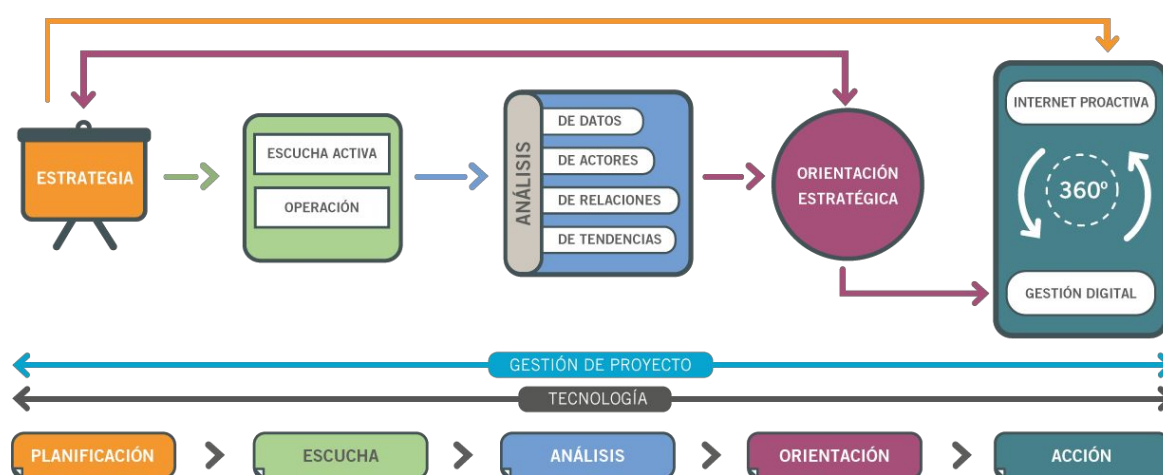 ESTRATEGIA
ESCUCHA ACTIVA
OPERACIÓN
ANÁLISIS
DE DATOS
DE ACTORES
DE RELACIONES
DE TENDENCIAS
ORIENTACIÓN
ESTRATÉGICA
INTERNET PROACTIVA
360º
GESTIÓN DIGITAL
GESTIÓN DE PROYECTO
TECNOLOGÍA
PLANIFICACIÓN
ESCUCHA
ANÁLISIS
ORIENTACIÓN
ACCIÓN